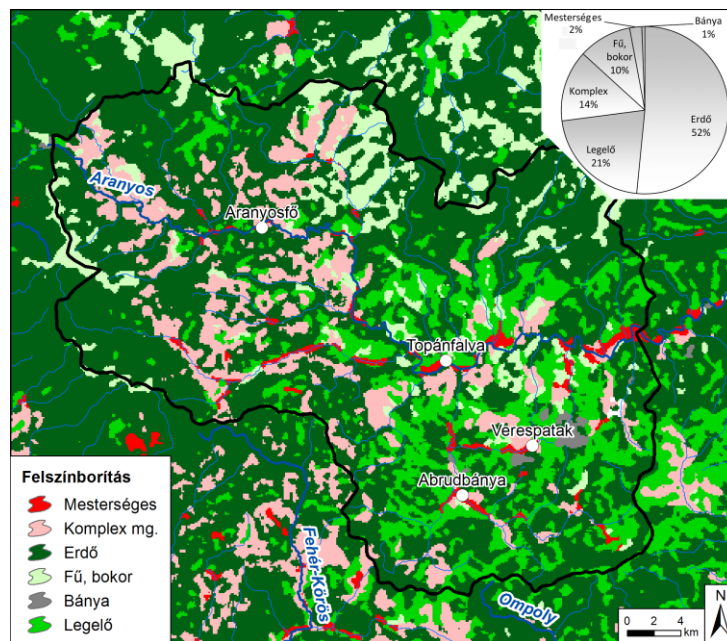 Mesterséges
2%
Bánya
1%
Fű,
bokor
10%
Komplex
14%
Erdő
52%
Legelő
21%
Aranyos
Aranyosfő
Topánfalva
Vérespatak
Abrudbánya
Fehér-Körös
Ompoly
Felszínborítás
Mesterséges
Komplex mg.
Erdő
Fű, bokor
Bánya
Legelő
N
0 2 4
km